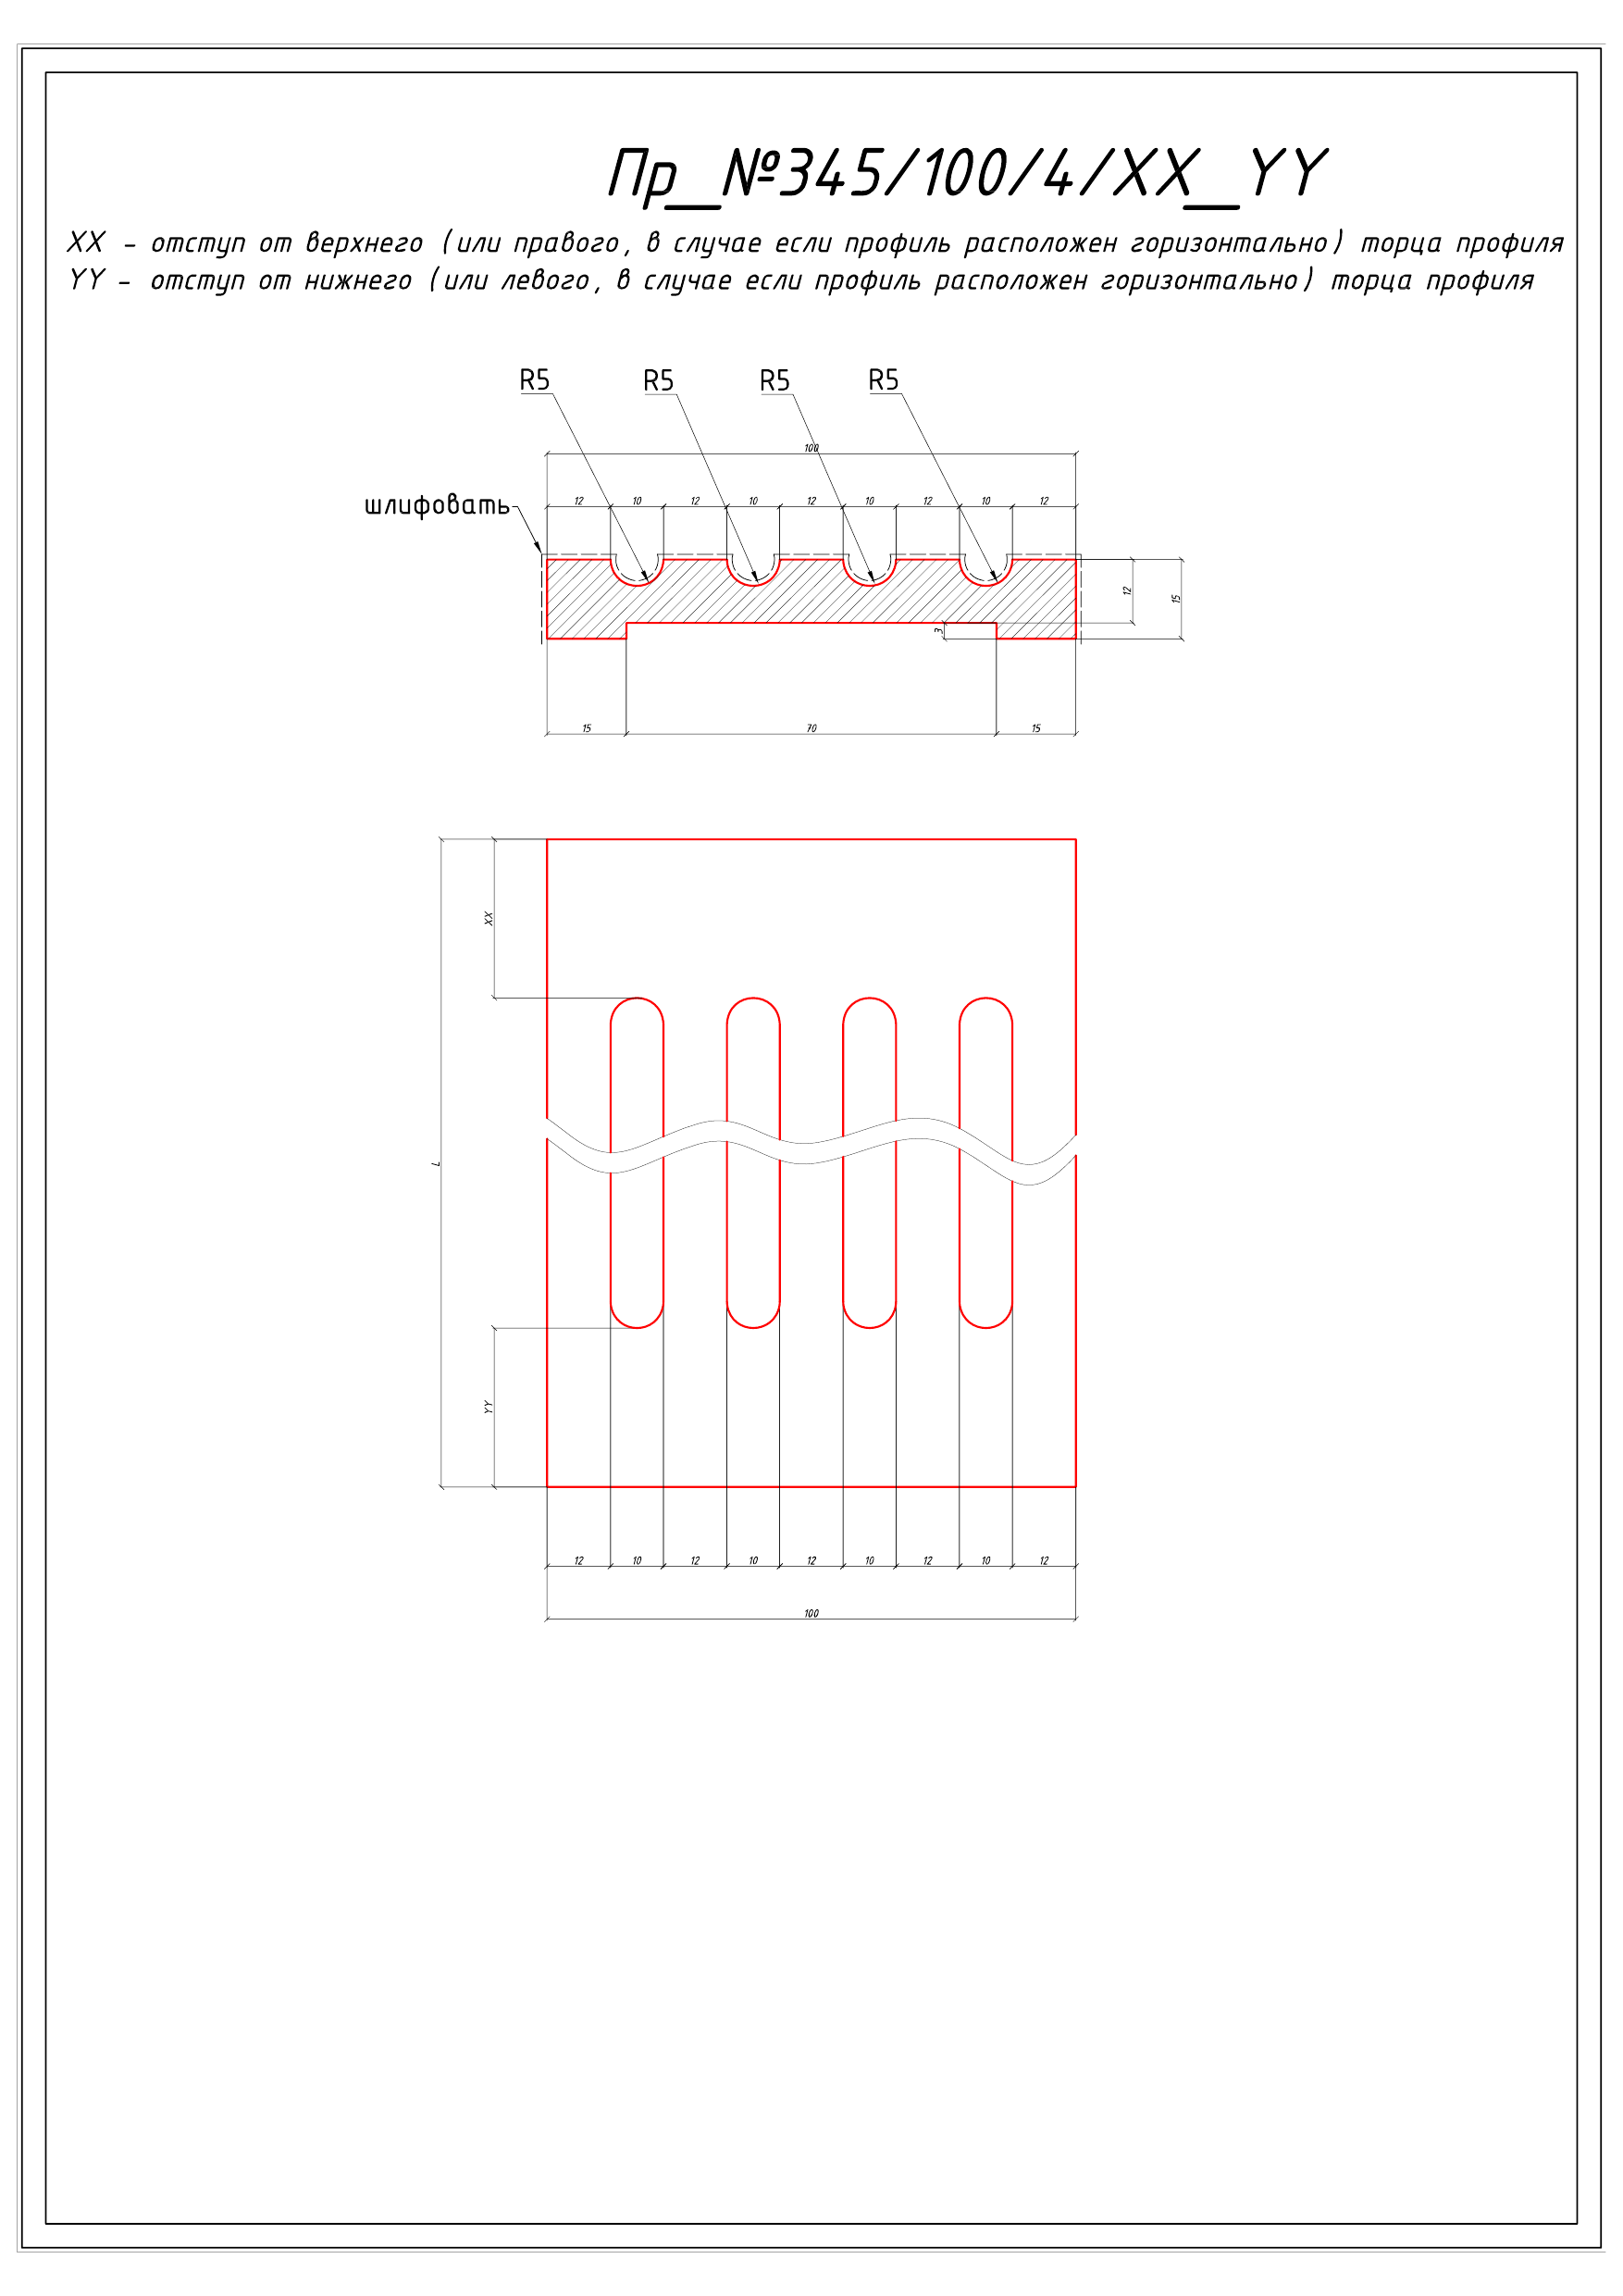 Пр_№345/100/4/XX_YY
XX - отступ от верхнего (или правого, в случае если профиль расположен горизонтально) торца профиля
YY - отступ от нижнего (или левого, в случае если профиль расположен горизонтально) торца профиля
R5 R5 R5 R5
100
шлифовать
12 10 12 10 12 10 12 10 12
12
15
3
15 70 15
XX
L
YY
12 10 12 10 12 10 12 10 12
100